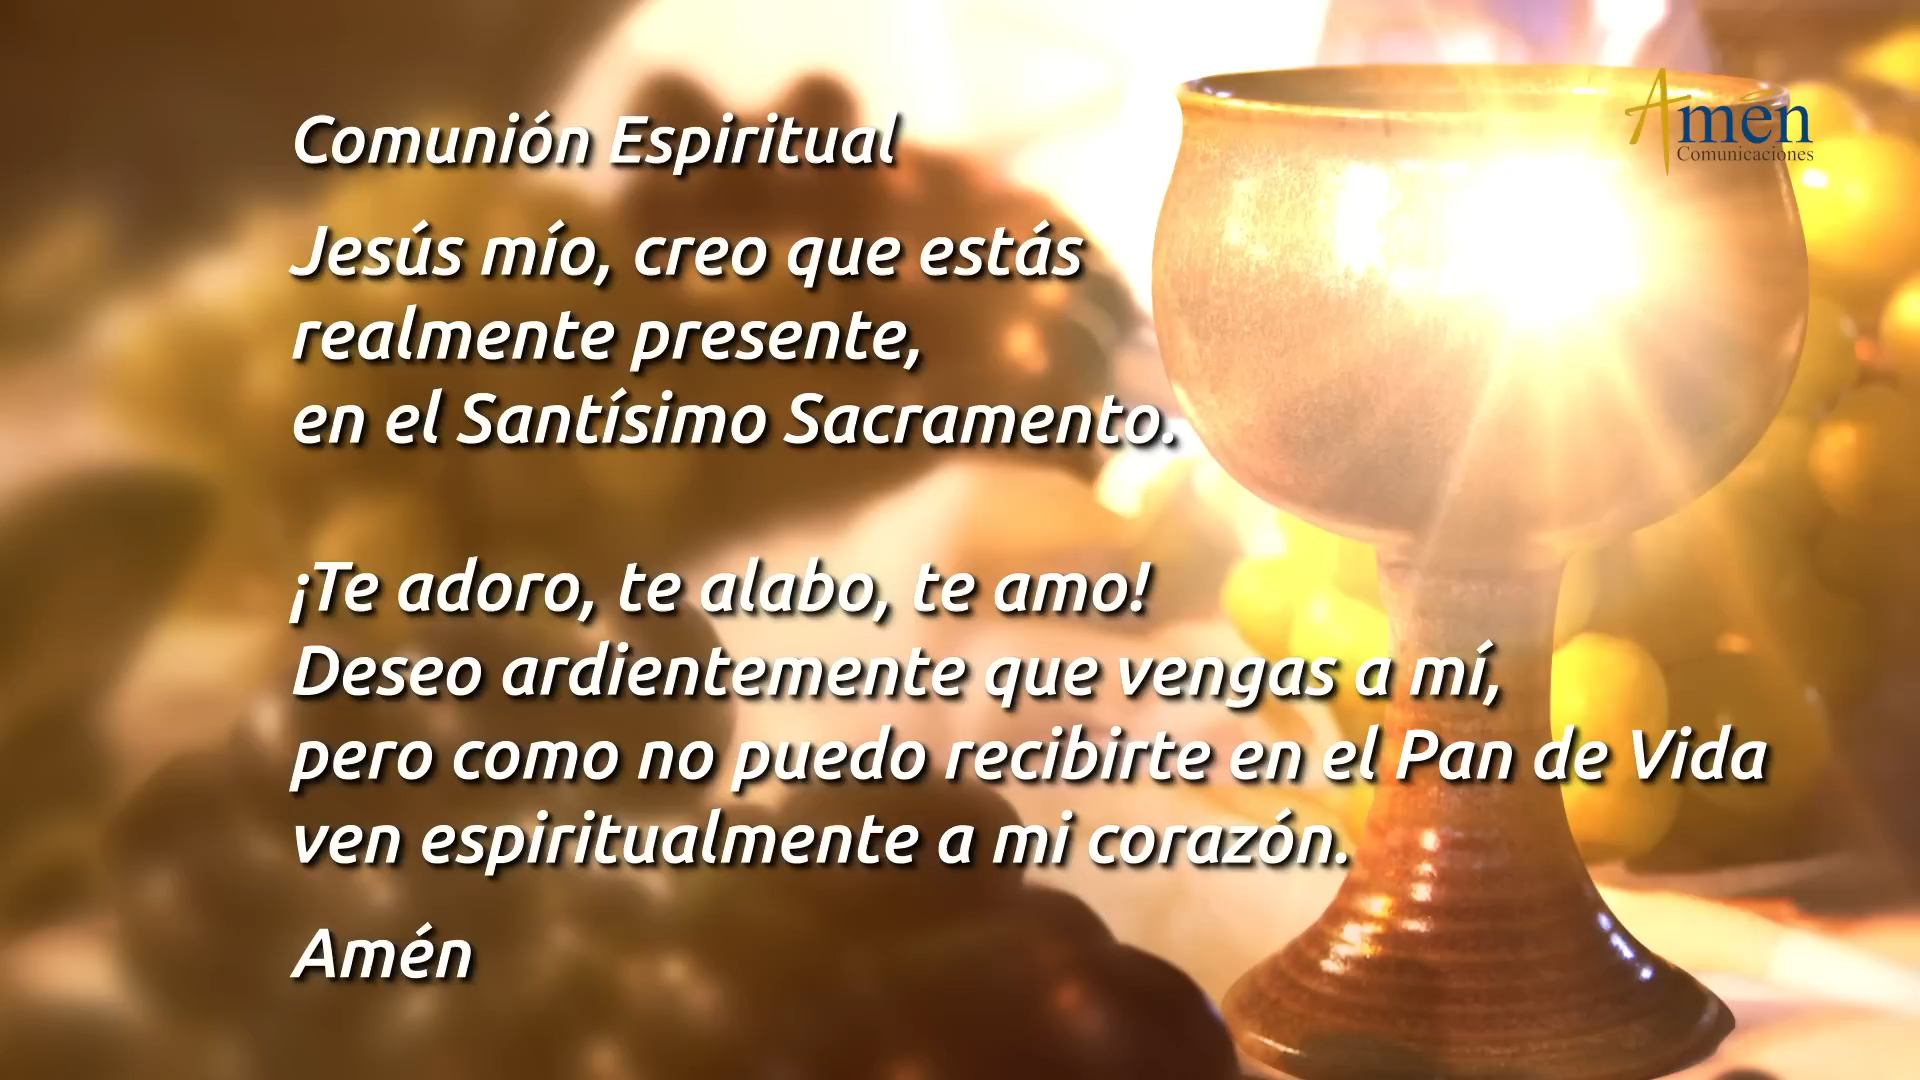 Comunión Espiritual
Jesús mío, creo que estás
realmente presente,
en el Santísimo Sacramento.
¡Te adoro, te alabo, te amo!
Deseo ardientemente que vengas a mí,
pero como no puedo recibirte en el Pan de Vida
ven espiritualmente a mi corazón.
Amén
Amén
Comunicaciones